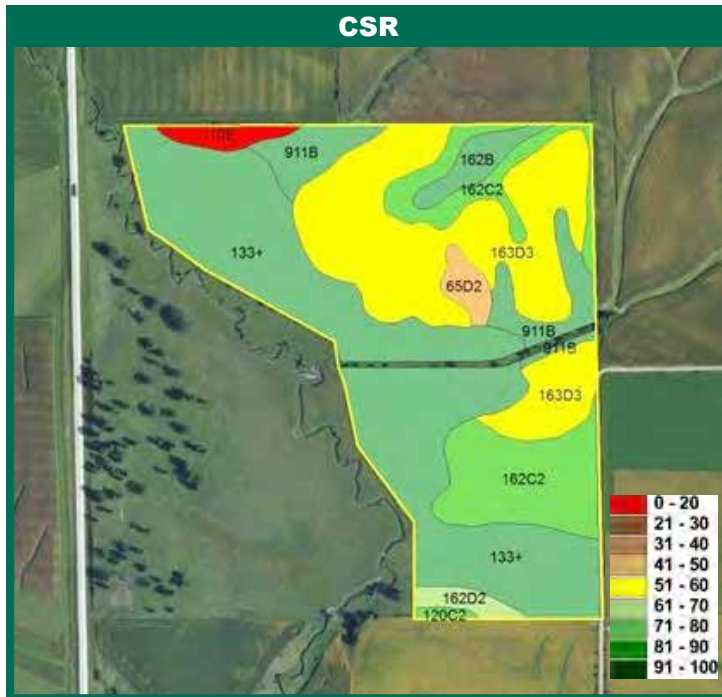 CSR
911B
162B
162C2
133+
163D3
65D2
911B
911B
163D3
162C2
133+
162D2
120C2
0 - 20
21 - 30
31 - 40
41 - 50
51 - 60
61 - 70
71 - 80
81 - 90
91 - 100